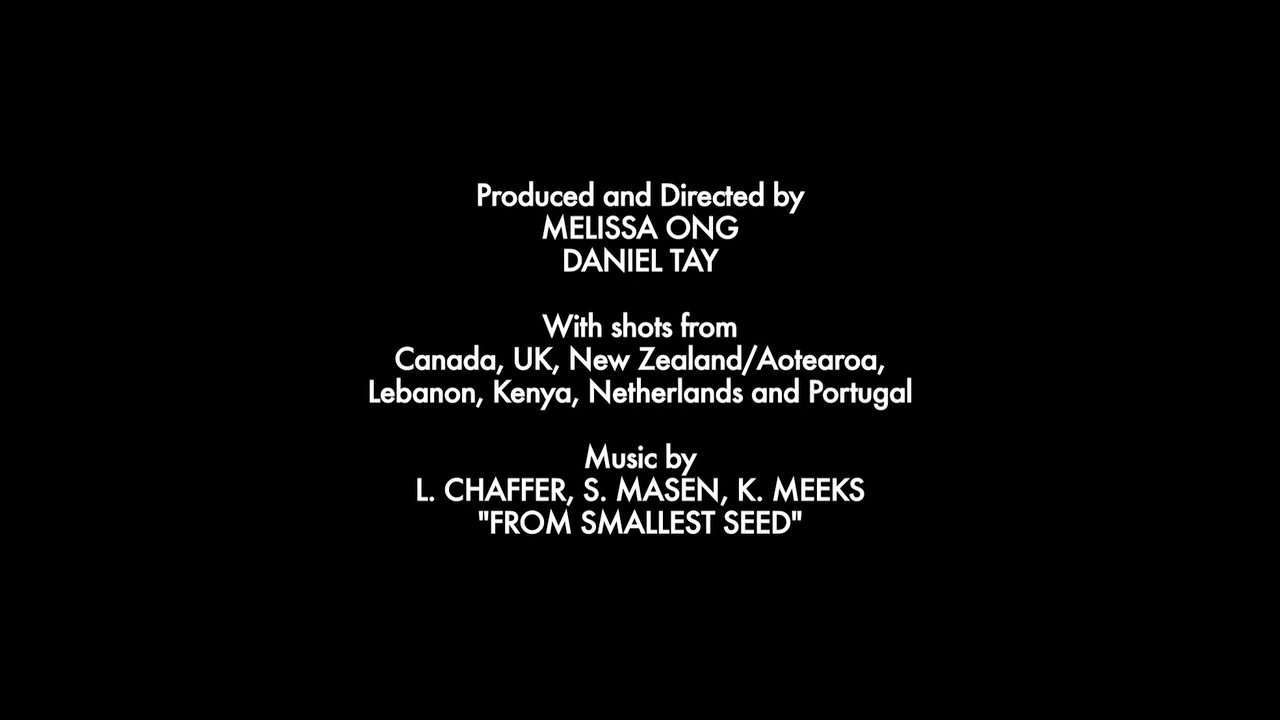 Produced and Directed by
MELISSA ONG
DANIEL TAY
With shots from
Canada, UK, New Zealand/Aotearoa,
Lebanon, Kenya, Netherlands and Portugal
Music by
L. CHAFFER, S. MASEN, K. MEEKS
"FROM SMALLEST SEED"